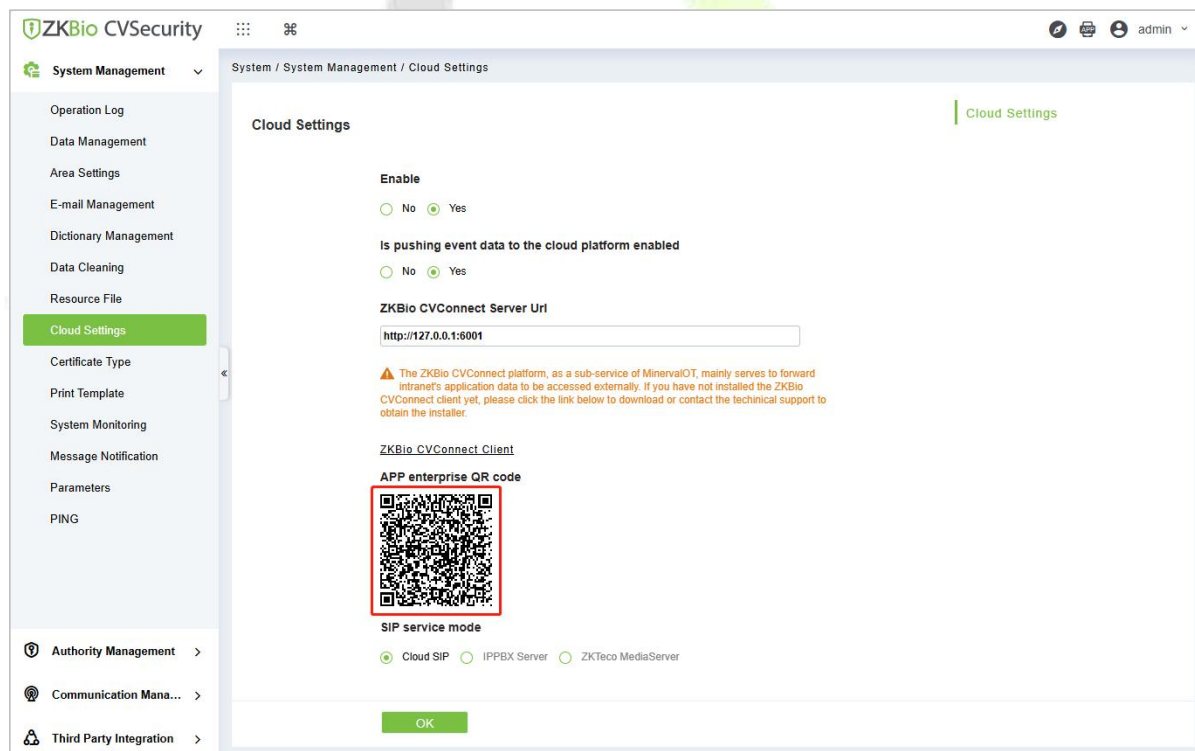 ZKBio CVSecurity
admin
System Management
Operation Log
Data Management
Area Settings
E-mail Management
Dictionary Management
Data Cleaning
Resource File
Cloud Settings
Certificate Type
Print Template
System Monitoring
Message Notification
Parameters
PING
Authority Management
Communication Mana...
Third Party Integration
System / System Management / Cloud Settings
Cloud Settings
Cloud Settings
Enable
No Yes
Is pushing event data to the cloud platform enabled
No Yes
ZKBio CVConnect Server Url
http://127.0.0.1:6001
The ZKBio CVConnect platform, as a sub-service of MinervaIOT, mainly serves to forward
intranet's application data to be accessed externally. If you have not installed the ZKBio
CVConnect client yet, please click the link below to download or contact the techinical support to
obtain the installer.
ZKBio CVConnect Client
APP enterprise QR code
SIP service mode
Cloud SIP IPPBX Server ZKTeco MediaServer
OK